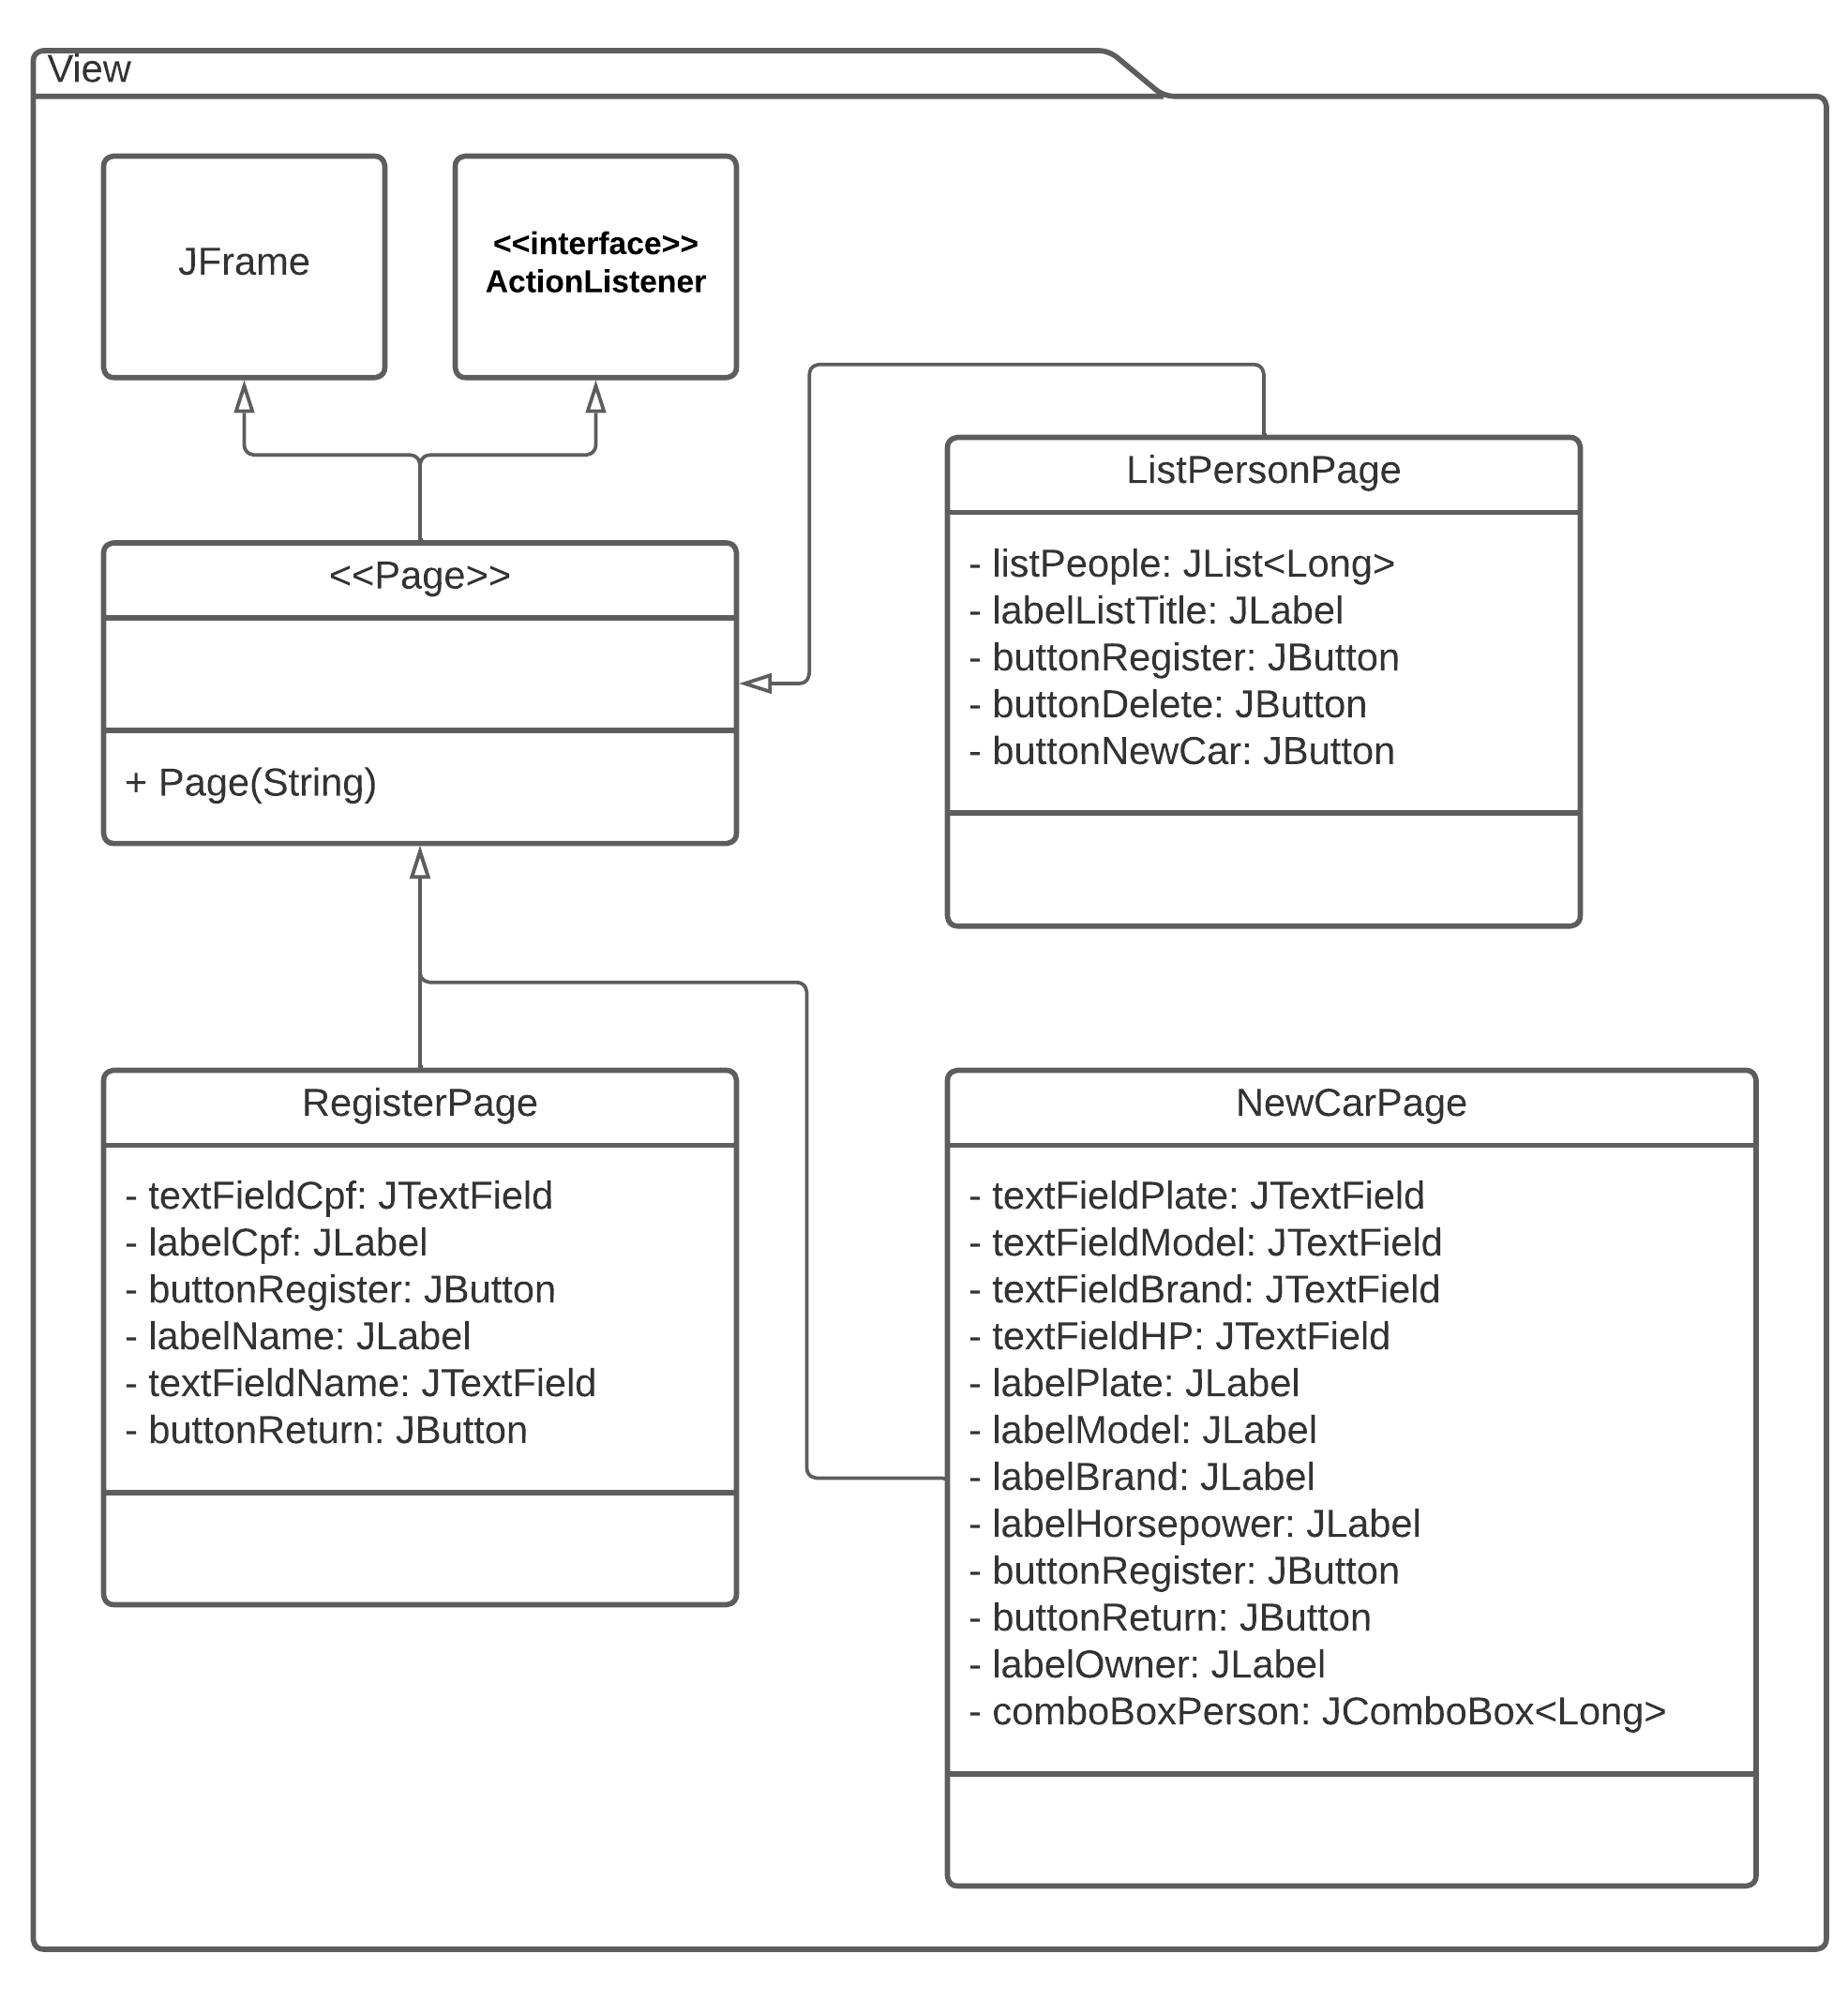 View
JFrame
<<interface>>
ActionListener
ListPersonPage
- listPeople: JList<Long>
- labelListTitle: JLabel
- buttonRegister: JButton
- buttonDelete: JButton
- buttonNewCar: JButton
<<Page>>
+ Page(String)
RegisterPage
- textFieldCpf: JTextField
- labelCpf: JLabel
- buttonRegister: JButton
- labelName: JLabel
- textFieldName: JTextField
- buttonReturn: JButton
NewCarPage
- textFieldPlate: JTextField
- textFieldModel: JTextField
- textFieldBrand: JTextField
- textFieldHP: JTextField
- labelPlate: JLabel
- labelModel: JLabel
- labelBrand: JLabel
- labelHorsepower: JLabel
- buttonRegister: JButton
- buttonReturn: JButton
- labelOwner: JLabel
- comboBoxPerson: JComboBox<Long>